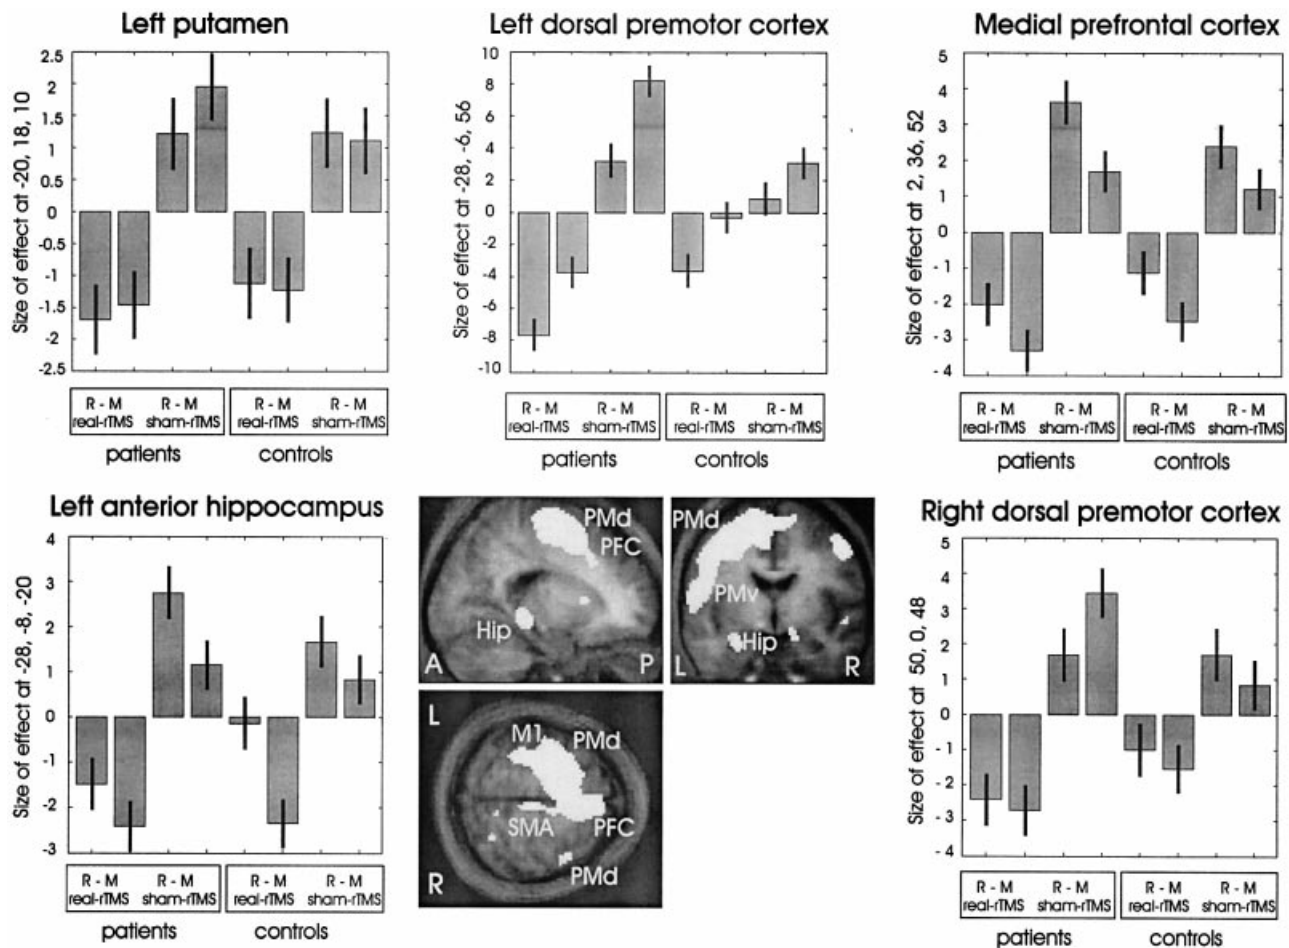 Left putamen
Size of effect at -20, 18, 10
2.5
2
1.5
1
0.5
0
-0.5
-1
-1.5
-2
-2.5
R - M R - M R - M R - M
real-rTMS sham-rTMS real-rTMS sham-rTMS
patients controls
Left dorsal premotor cortex
Size of effect at -28, -6, 56
10
8
6
4
2
0
-2
-4
-6
-8
-10
R - M R - M R - M R - M
real-rTMS sham-rTMS real-rTMS sham-rTMS
patients controls
Medial prefrontal cortex
Size of effect at 2, 36, 52
5
4
3
2
1
0
- 1
- 2
- 3
- 4
R - M R - M R - M R - M
real-rTMS sham-rTMS real-rTMS sham-rTMS
patients controls
Left anterior hippocampus
Size of effect at -28, -8, -20
4
3
2
1
0
-1
-2
-3
R - M R - M R - M R - M
real-rTMS sham-rTMS real-rTMS sham-rTMS
patients controls
PMd
PFC
Hip
A P
PMd
PMv
Hip
L R
L
M1 PMd
SMA PFC
R PMd
Right dorsal premotor cortex
Size of effect at 50, 0, 48
5
4
3
2
1
0
- 1
- 2
- 3
- 4
R - M R - M R - M R - M
real-rTMS sham-rTMS real-rTMS sham-rTMS
patients controls